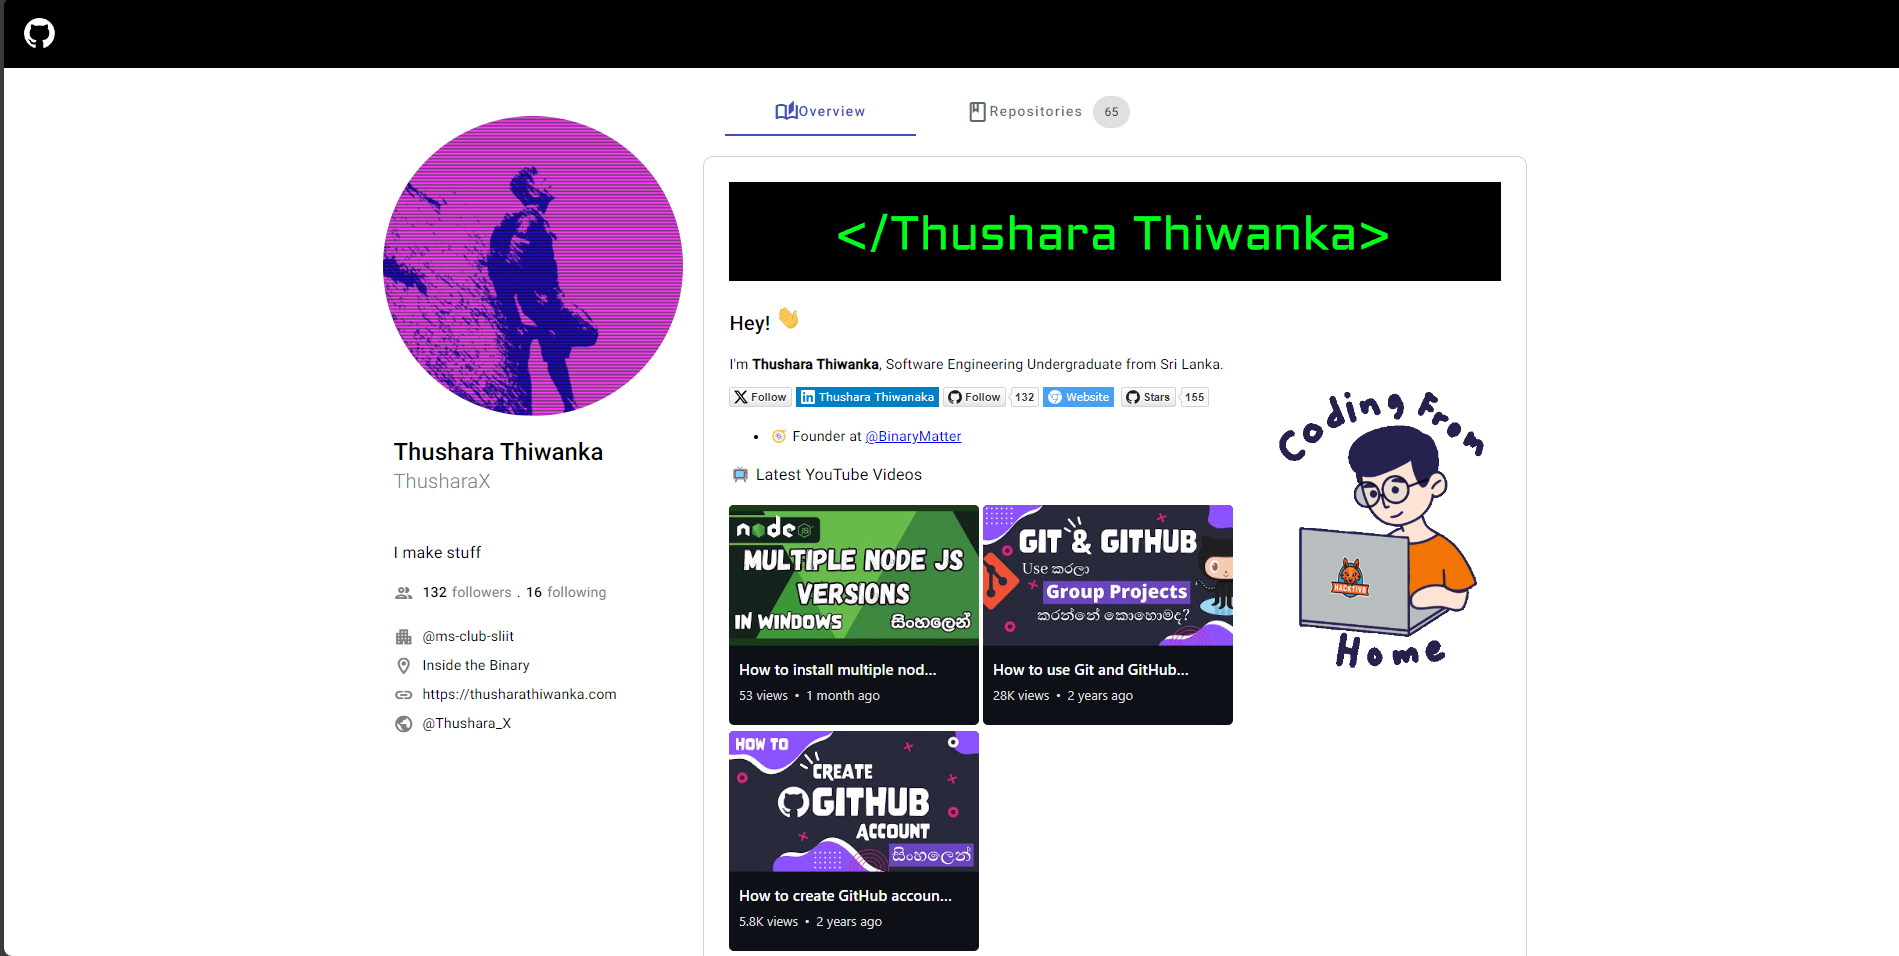 Overview
Repositories 65
Thushara Thiwanka
ThusharaX
I make stuff
132 followers . 16 following
@ms-club-sliit
Inside the Binary
https://thusharathiwanka.com
@Thushara_X
</Thushara Thiwanka>
Hey! 👋
I'm Thushara Thiwanka, Software Engineering Undergraduate from Sri Lanka.
Follow Thushara Thiwanaka Follow 132 Website Stars 155
• Founder at @BinaryMatter
Latest YouTube Videos
node JS
MULTIPLE NODE JS
VERSIONS
IN WINDOWS සිංහලෙන්
How to install multiple nod...
53 views • 1 month ago
GIT & GITHUB
Use කරලා
Group Projects
කරන්නේ කොහොමද?
How to use Git and GitHub...
28K views • 2 years ago
HOW TO
CREATE
GITHUB
ACCOUNT
සිංහලෙන්
How to create GitHub accoun...
5.8K views • 2 years ago
Coding From
HACKTIV8
Home